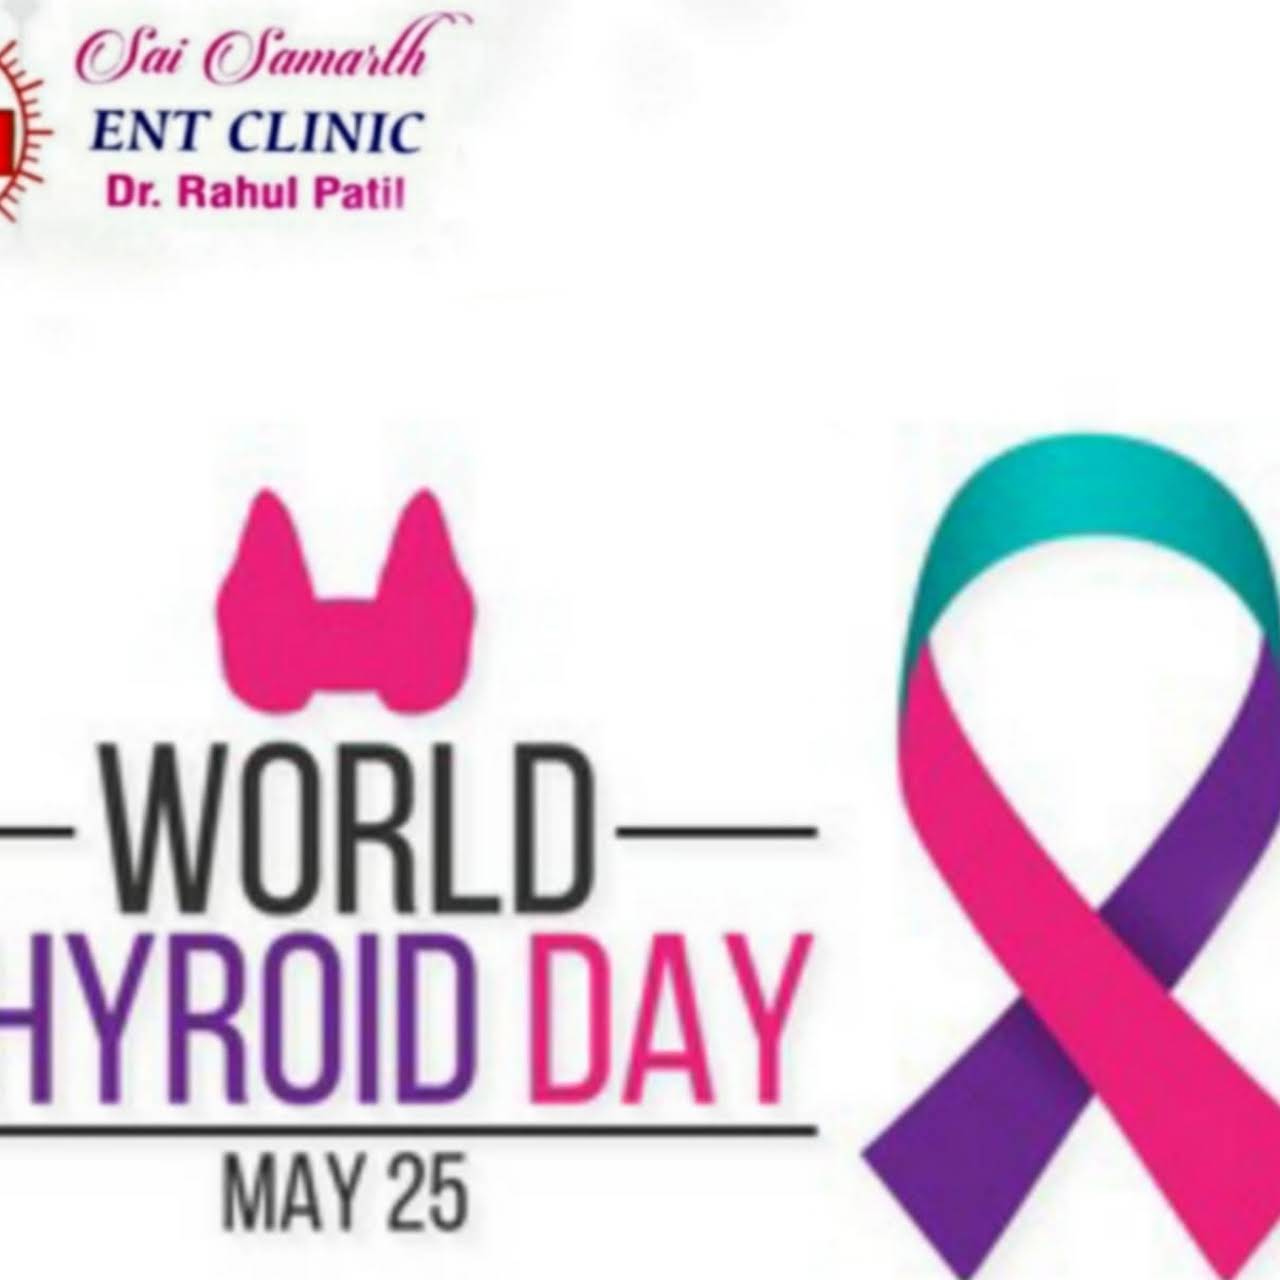 Sai Samarth
ENT CLINIC
Dr. Rahul Patil
WORLD
HYROID DAY
MAY 25